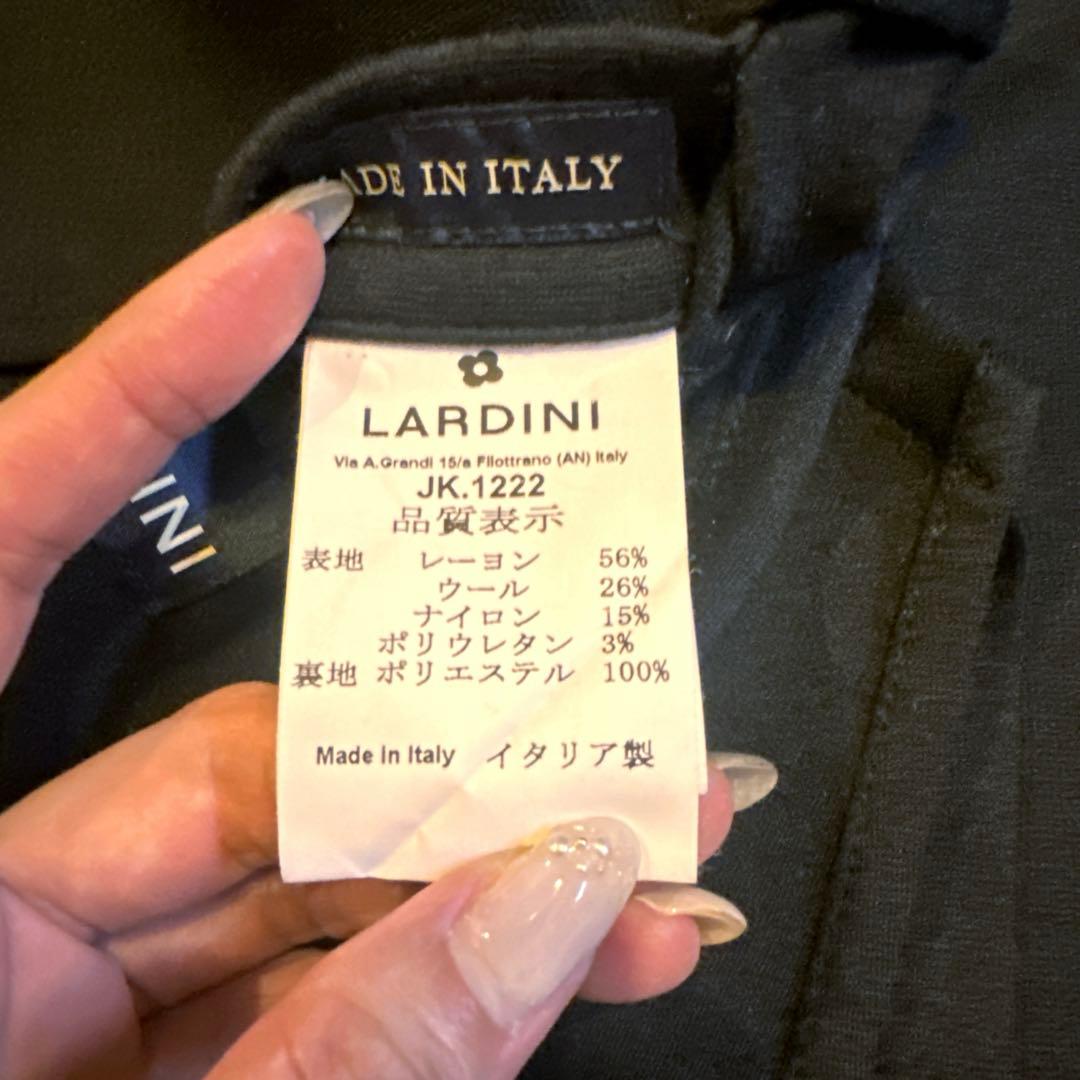 MADE IN ITALY
LARDINI
Via A.Grandi 15/a Filottrano (AN) Italy
JK.1222
品質表示
表地 レーヨン 56%
ウール 26%
ナイロン 15%
ポリウレタン 3%
裏地 ポリエステル 100%
Made in Italy イタリア製
INI